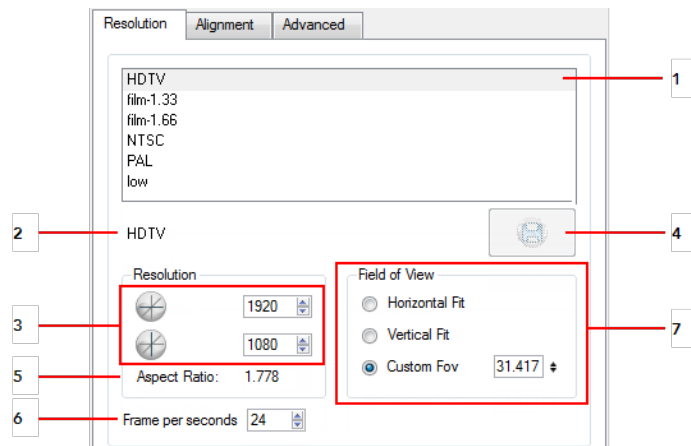 Resolution Alignment Advanced
HDTV 1
film-1.33
film-1.66
NTSC
PAL
low
2 HDTV 4
Resolution Field of View
1920 Horizontal Fit
3 Vertical Fit 7
1080
Custom Fov 31.417
5 Aspect Ratio: 1.778
6 Frame per seconds 24